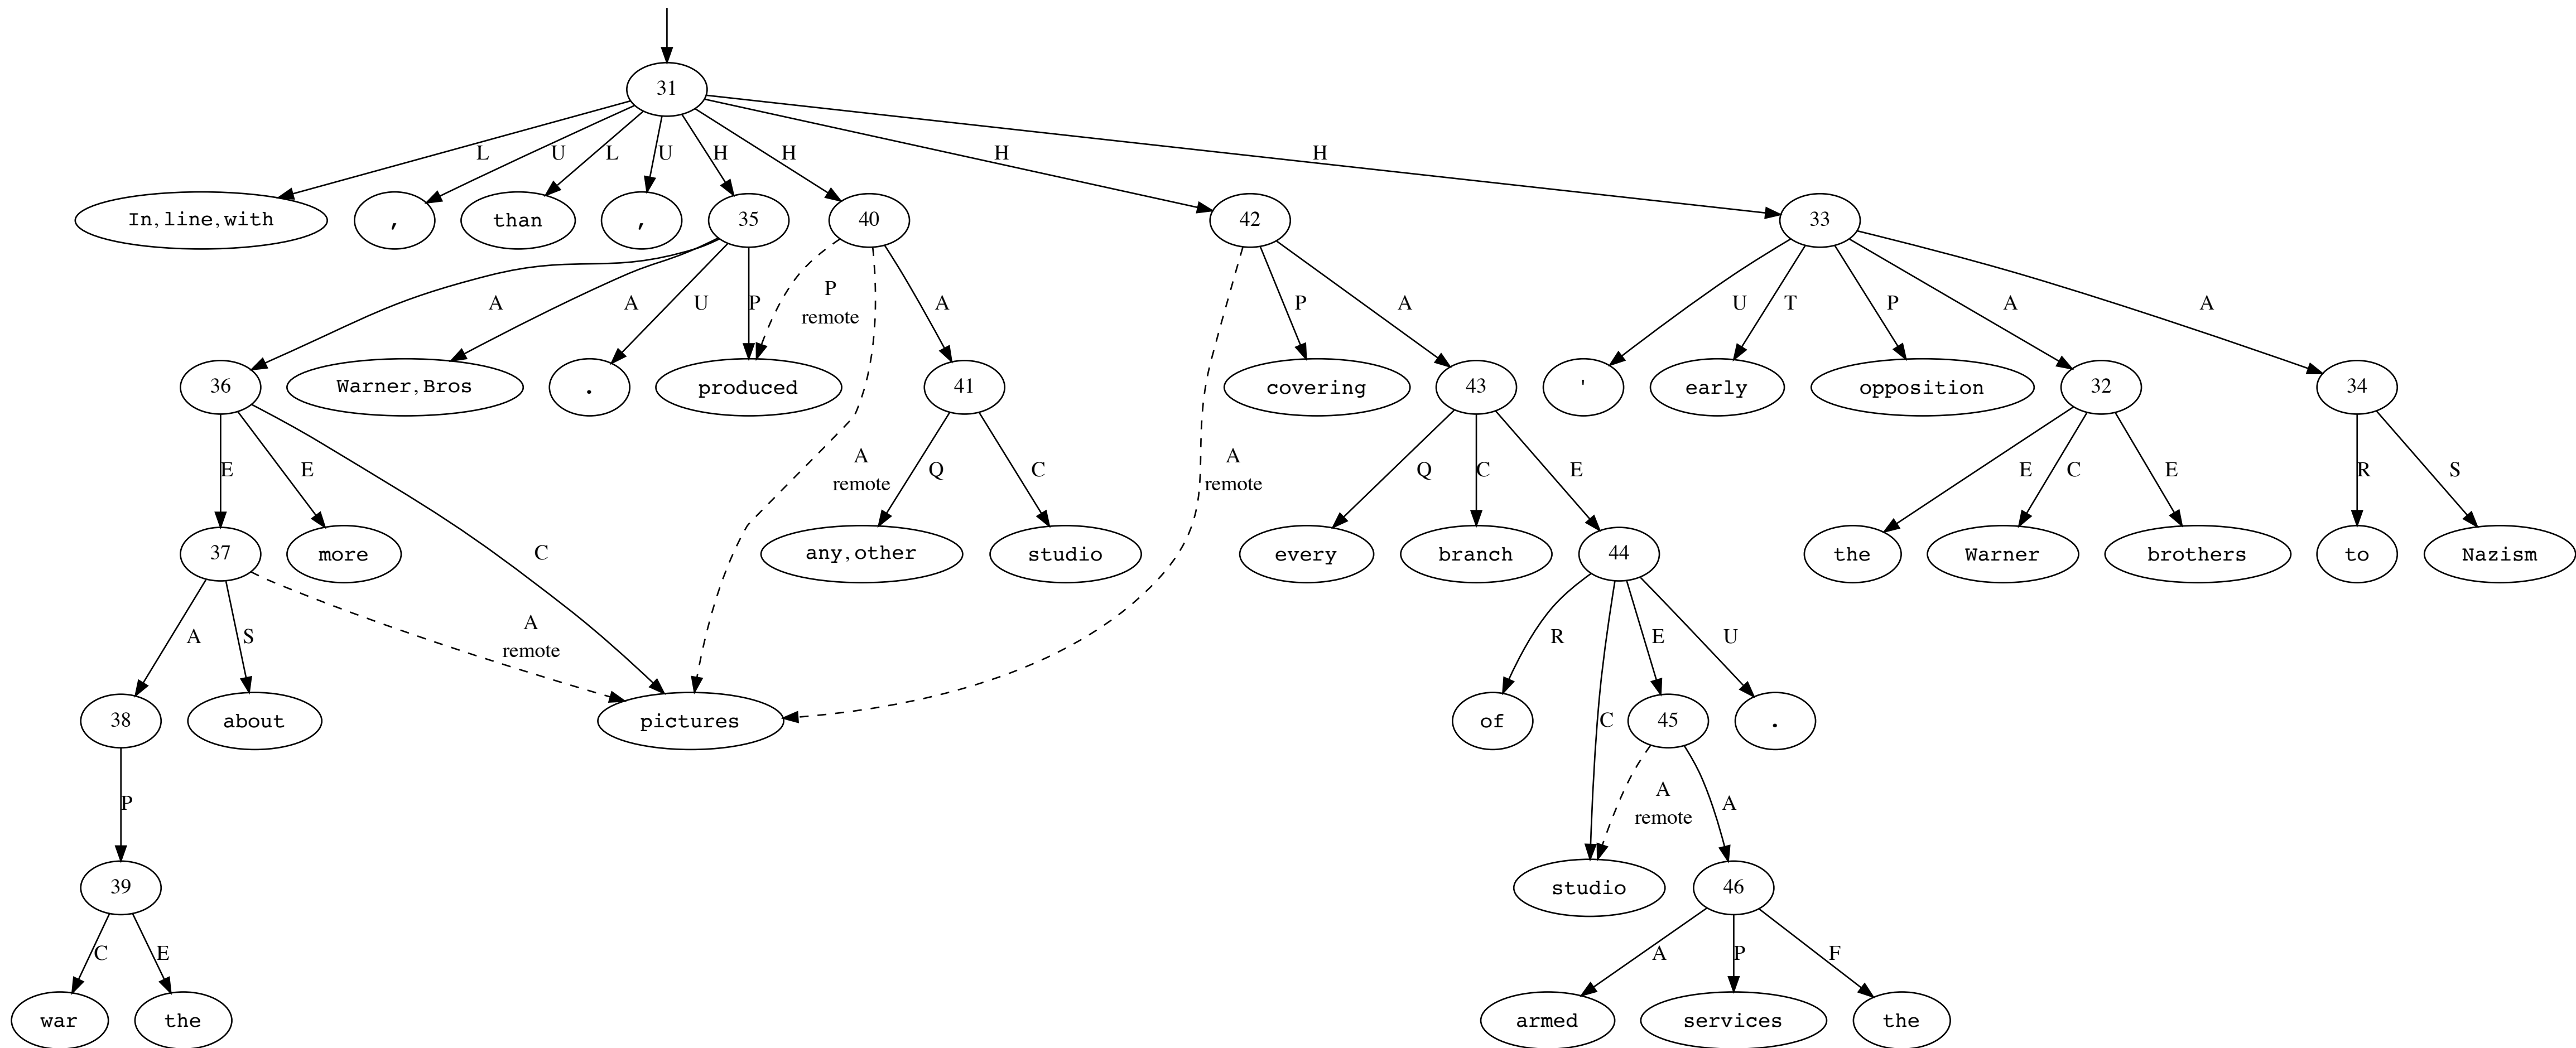 31
L U L U H H H H
In,line,with , than , 35 40 42 33
A A U P P A P A U T P A A
remote
36 Warner,Bros . produced 41 covering 43 ' early opposition 32 34
A A
E E C remote Q C remote Q C E E C E R S
37 more any,other studio every branch 44 the Warner brothers to Nazism
A
A S remote R E U
38 about pictures of C 45 .
A
P remote A
39 studio 46
C E A P F
war the armed services the